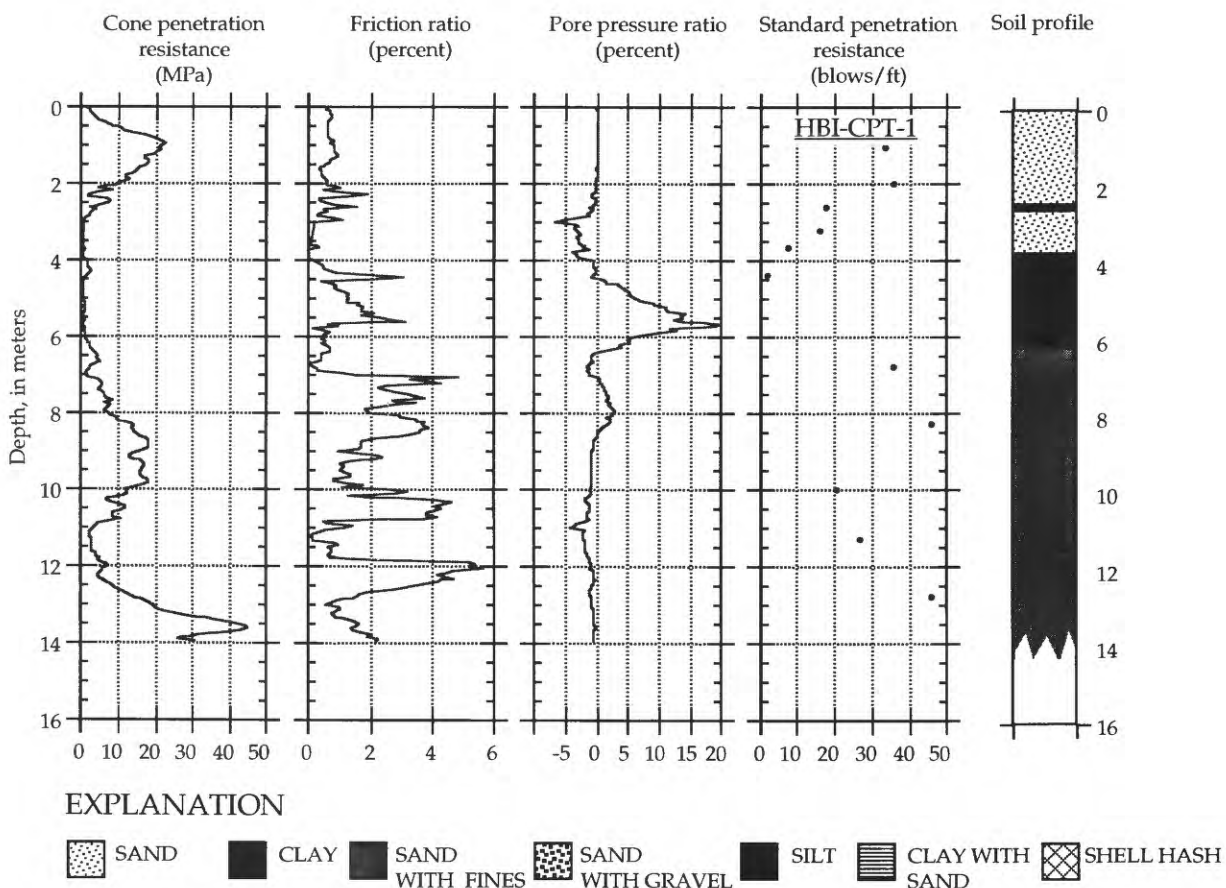 Cone penetration
resistance
(MPa)
Friction ratio
(percent)
Pore pressure ratio
(percent)
Standard penetration
resistance
(blows/ft)
Soil profile
HBI-CPT-1
Depth, in meters
0
2
4
6
8
10
12
14
16
0 10 20 30 40 50
0 2 4 6
-5 0 5 10 15 20
0 10 20 30 40 50
0
2
4
6
8
10
12
14
16
EXPLANATION
SAND
CLAY
SAND
WITH FINES
SAND
WITH GRAVEL
SILT
CLAY WITH
SAND
SHELL HASH